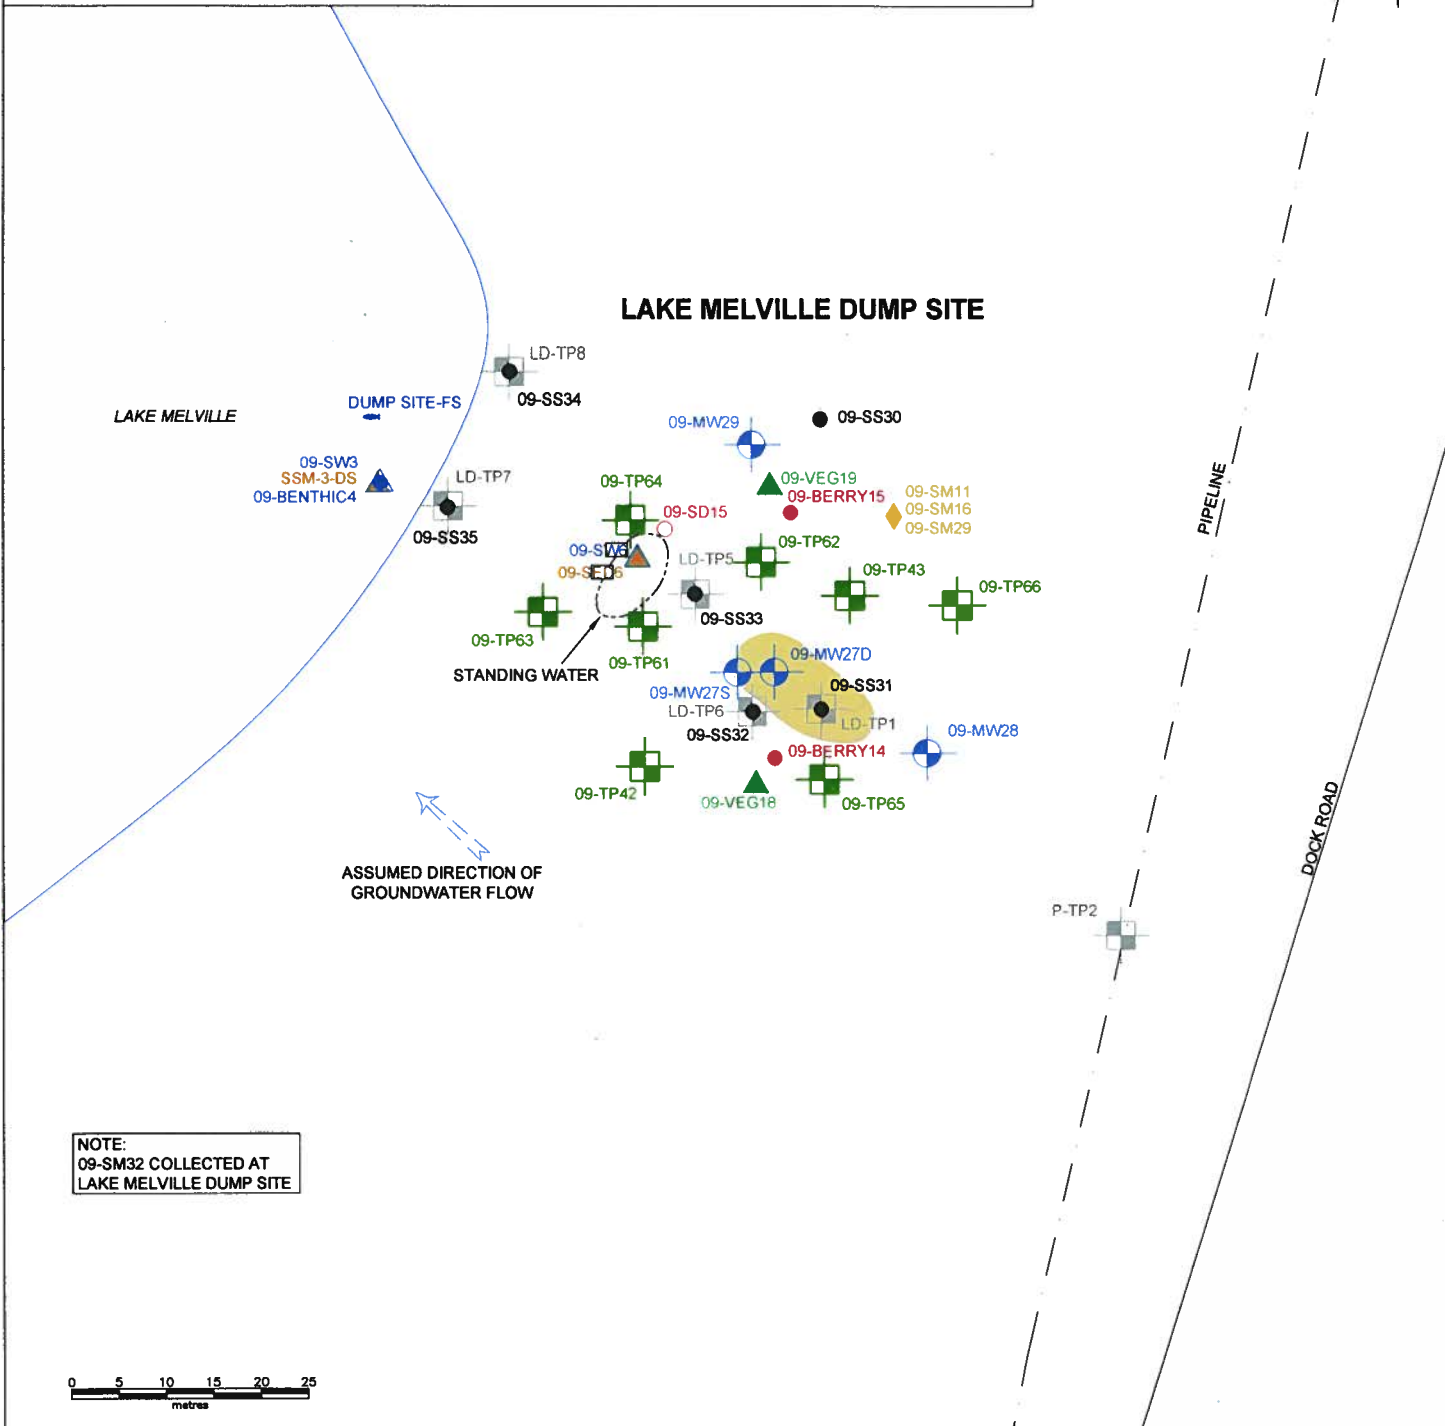 LAKE MELVILLE DUMP SITE
LD-TP8
09-SS34
LAKE MELVILLE
DUMP SITE-FS
09-SW3
SSM-3-DS
09-BENTHIC4
LD-TP7
09-SS35
09-MW29
09-SS30
09-VEG19
09-BERRY15
09-SM11
09-SM16
09-SM29
09-TP64
09-SD15
09-SW6
09-SED6
LD-TP5
09-SS33
09-TP62
09-TP43
09-TP66
09-TP63
09-TP61
STANDING WATER
09-MW27D
09-MW27S
09-SS31
LD-TP6
LD-TP1
09-SS32
09-MW28
09-BERRY14
09-TP42
09-VEG18
09-TP65
ASSUMED DIRECTION OF
GROUNDWATER FLOW
PIPELINE
DOCK ROAD
P-TP2
NOTE:
09-SM32 COLLECTED AT
LAKE MELVILLE DUMP SITE
0 5 10 15 20 25
metres